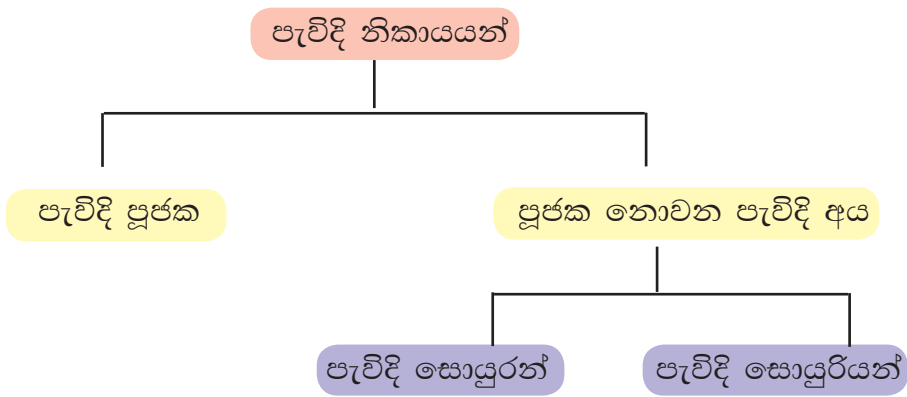 පැවිදි නිකායයන්
පැවිදි පූජක
පූජක නොවන පැවිදි අය
පැවිදි සොයුරන්
පැවිදි සොයුරියන්